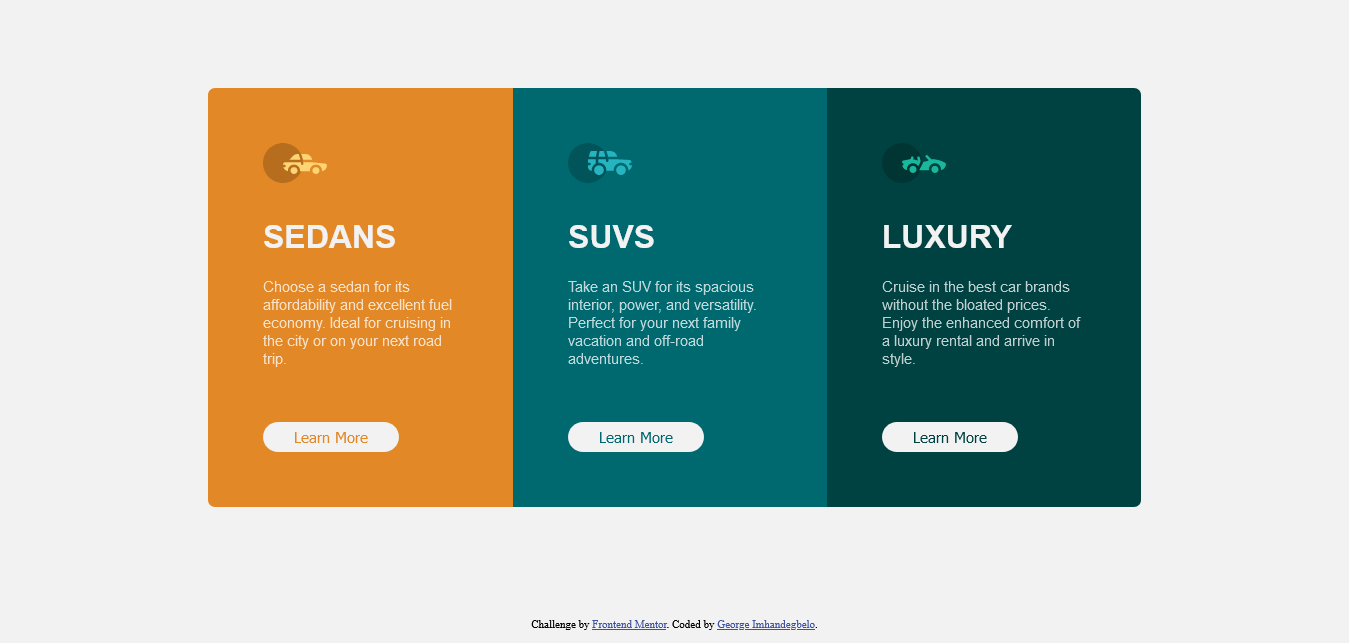 SEDANS
Choose a sedan for its
affordability and excellent fuel
economy. Ideal for cruising in
the city or on your next road
trip.
Learn More
SUVS
Take an SUV for its spacious
interior, power, and versatility.
Perfect for your next family
vacation and off-road
adventures.
Learn More
LUXURY
Cruise in the best car brands
without the bloated prices.
Enjoy the enhanced comfort of
a luxury rental and arrive in
style.
Learn More
Challenge by Frontend Mentor. Coded by George Imhandegbelo.